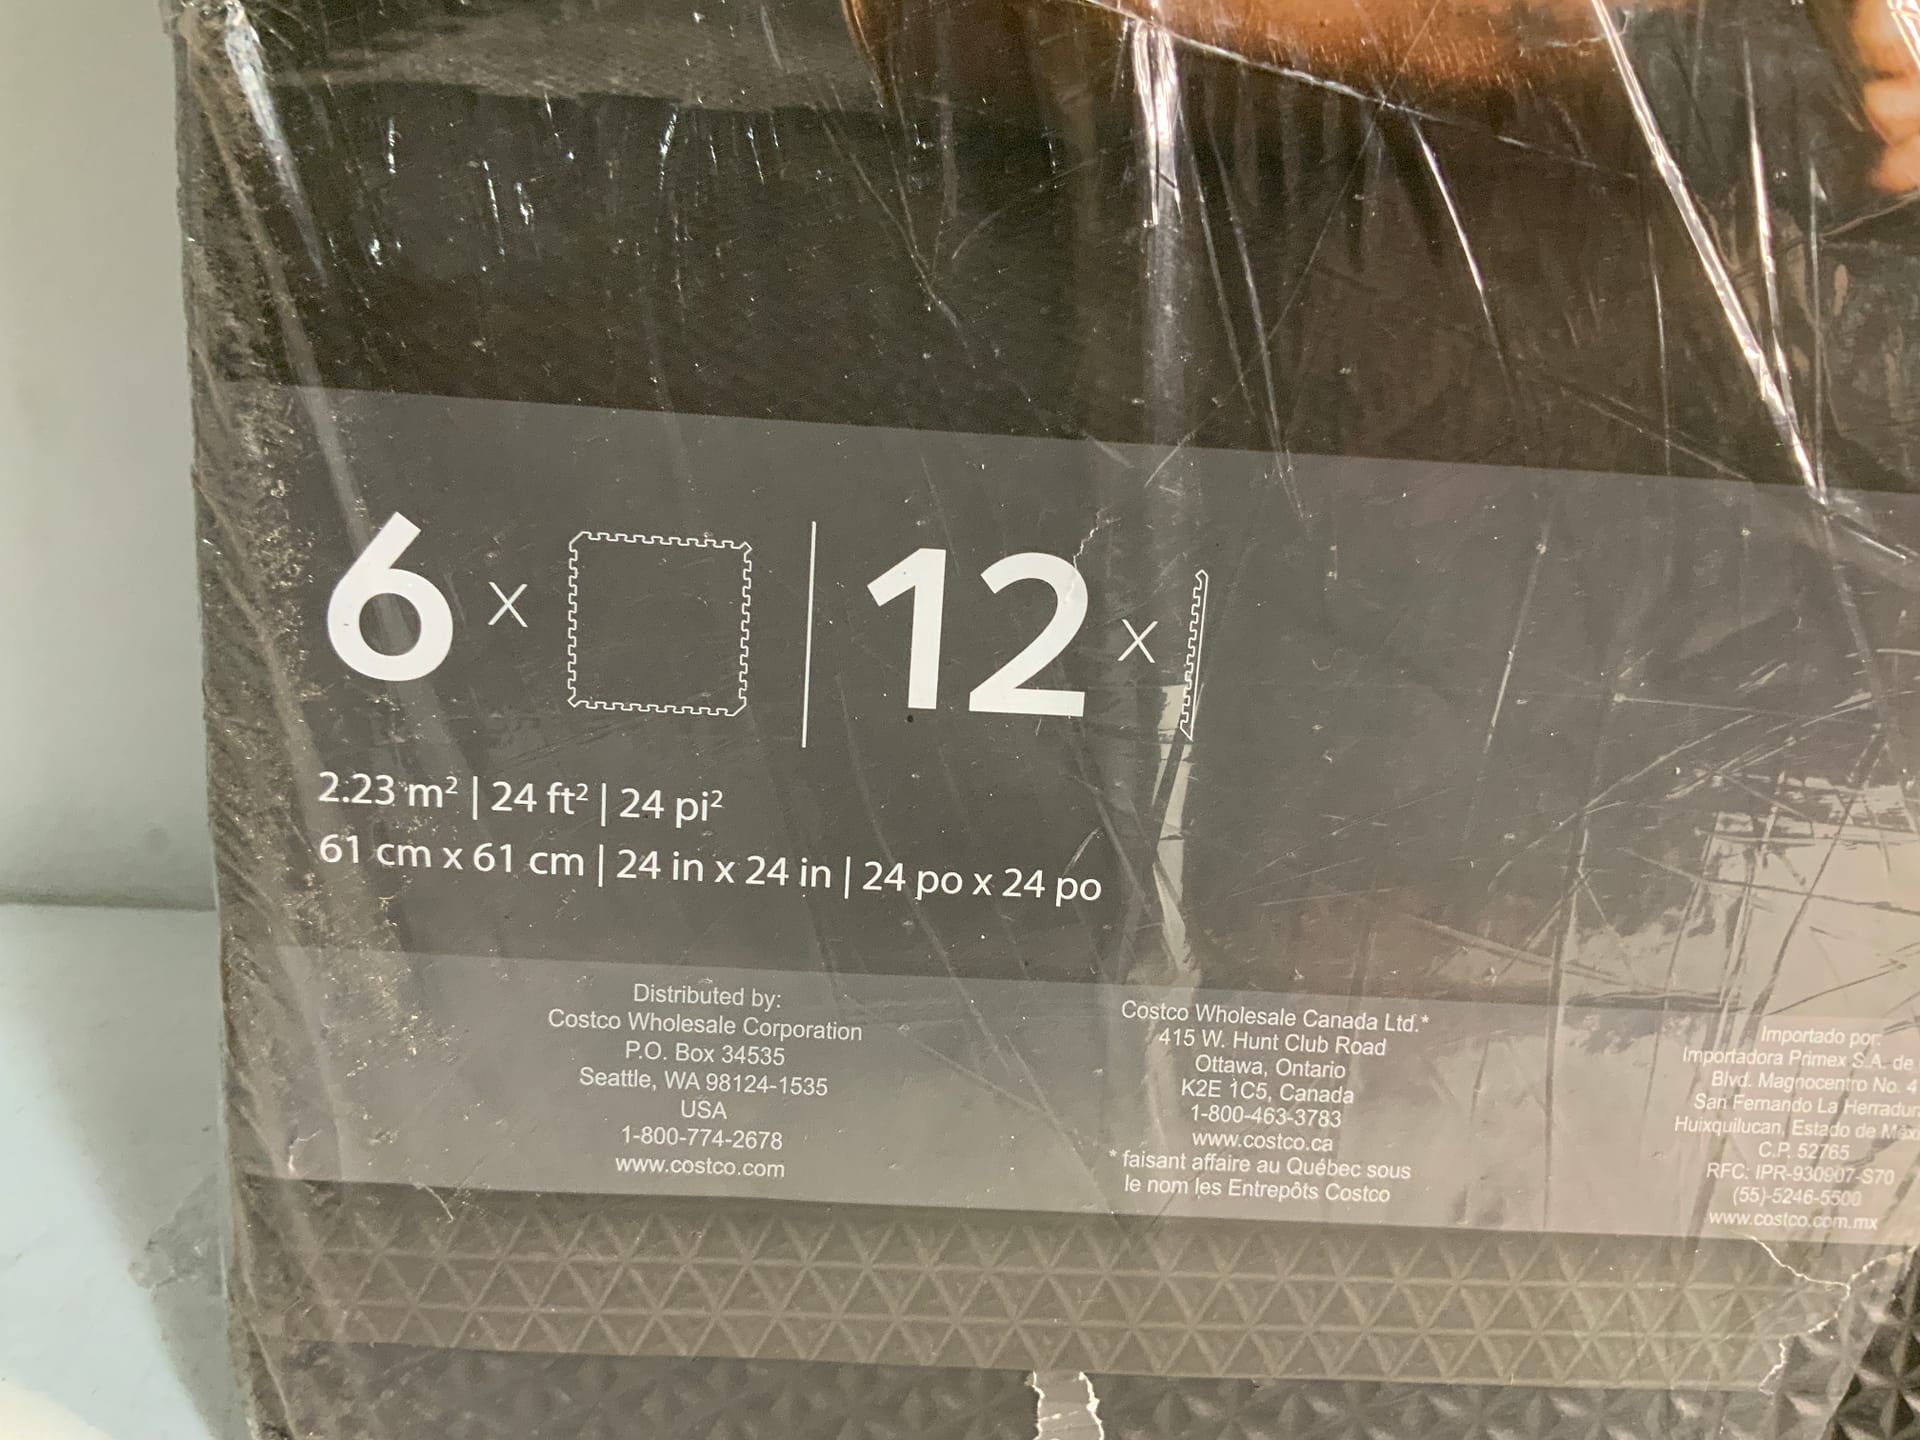 6 x | 12 x
2.23 m² | 24 ft² | 24 pi²
61 cm x 61 cm | 24 in x 24 in | 24 po x 24 po
Distributed by:
Costco Wholesale Corporation
P.O. Box 34535
Seattle, WA 98124-1535
USA
1-800-774-2678
www.costco.com
Costco Wholesale Canada Ltd.*
415 W. Hunt Club Road
Ottawa, Ontario
K2E 1C5, Canada
1-800-463-3783
www.costco.ca
* faisant affaire au Québec sous
le nom les Entrepôts Costco
Importado por:
Importadora Primex S.A. de
Blvd. Magnocentro No. 4
San Fernando La
Huixquilucan, Estado de
C.P. 52765
RFC: IPR-930907-S70
(55)-5246-5500
www.costco.com.mx